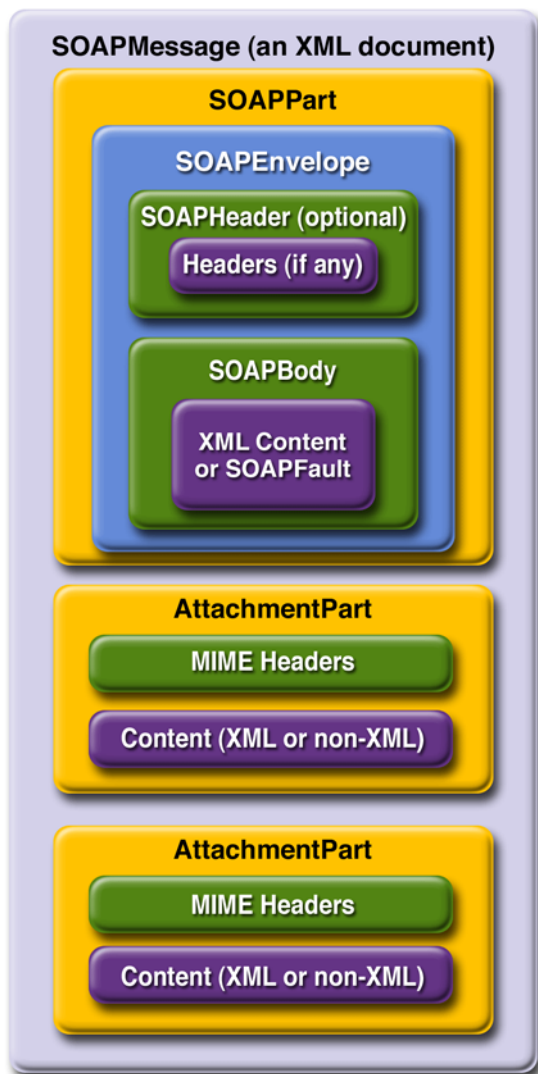 SOAPMessage (an XML document)
SOAPPart
SOAPEnvelope
SOAPHeader (optional)
Headers (if any)
SOAPBody
XML Content
or SOAPFault
AttachmentPart
MIME Headers
Content (XML or non-XML)
AttachmentPart
MIME Headers
Content (XML or non-XML)